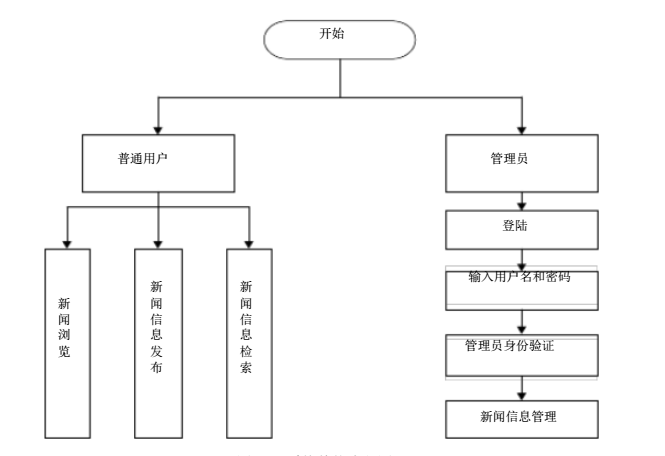 开始
普通用户
管理员
登陆
输入用户名和密码
管理员身份验证
新闻信息管理
新闻浏览
新闻信息发布
新闻信息检索